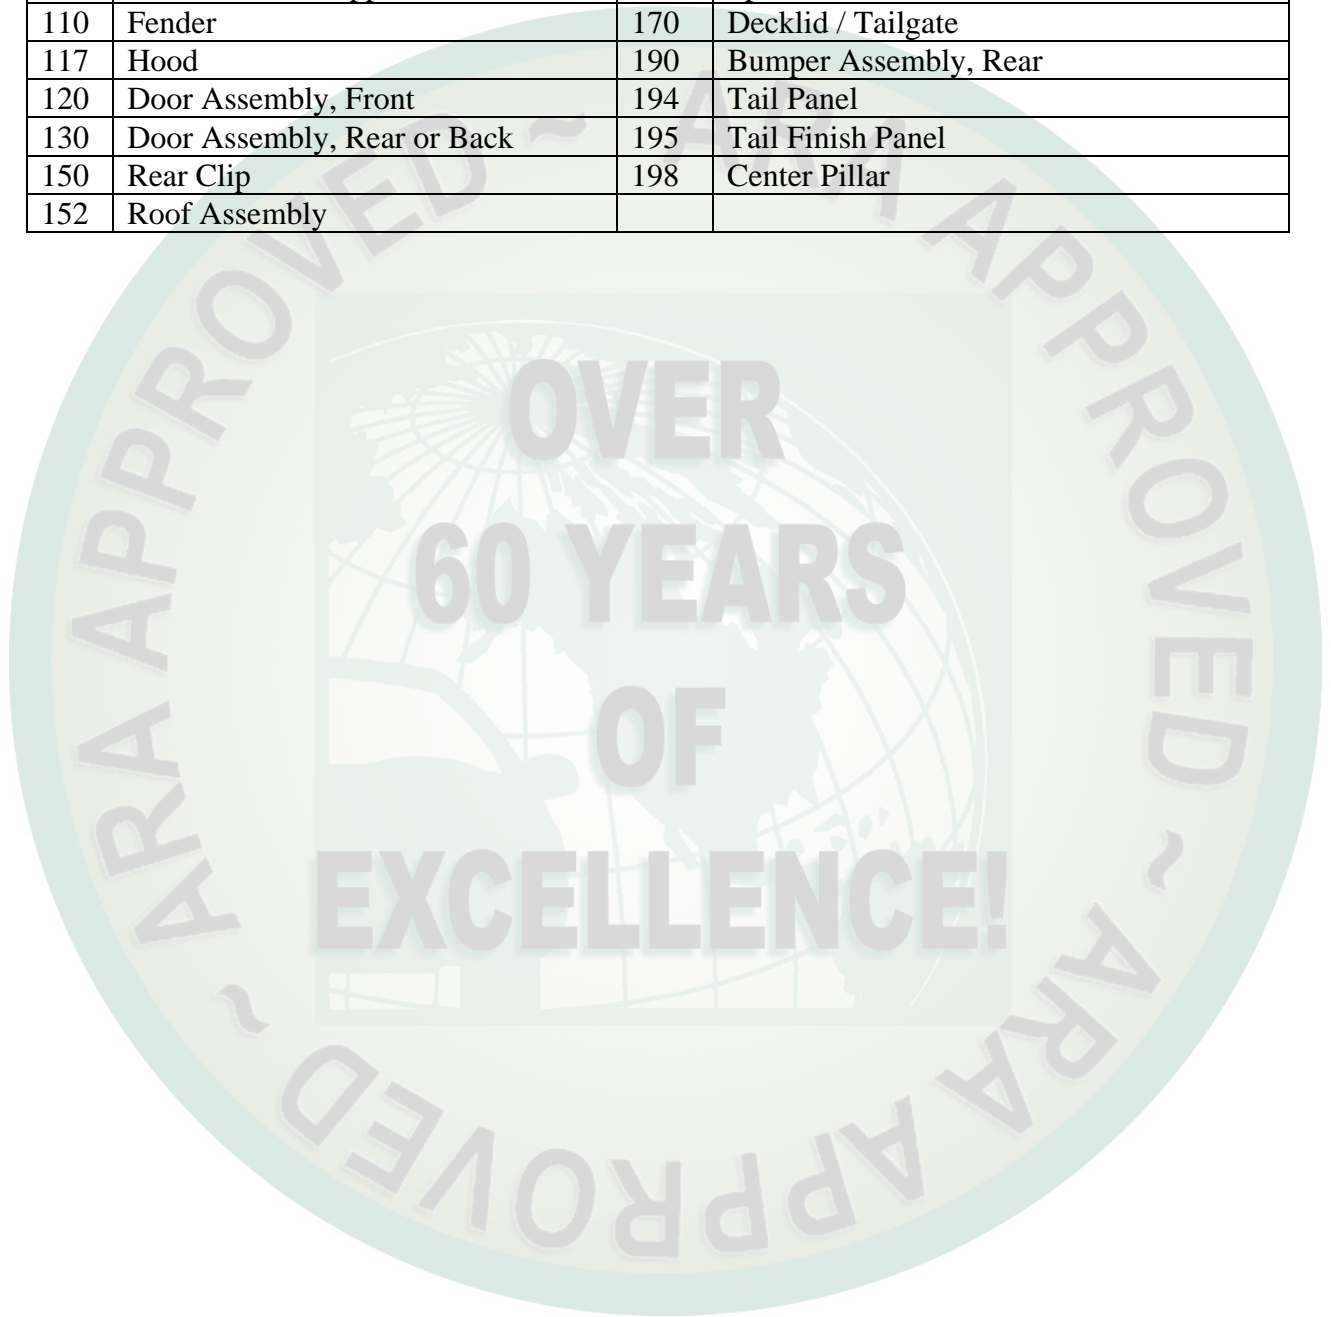 110 Fender 170 Decklid / Tailgate
117 Hood 190 Bumper Assembly, Rear
120 Door Assembly, Front 194 Tail Panel
130 Door Assembly, Rear or Back 195 Tail Finish Panel
150 Rear Clip 198 Center Pillar
152 Roof Assembly
ARA APPROVED ~ ARA APPROVED ~ ARA APPROVED ~
OVER
60 YEARS
OF
EXCELLENCE!